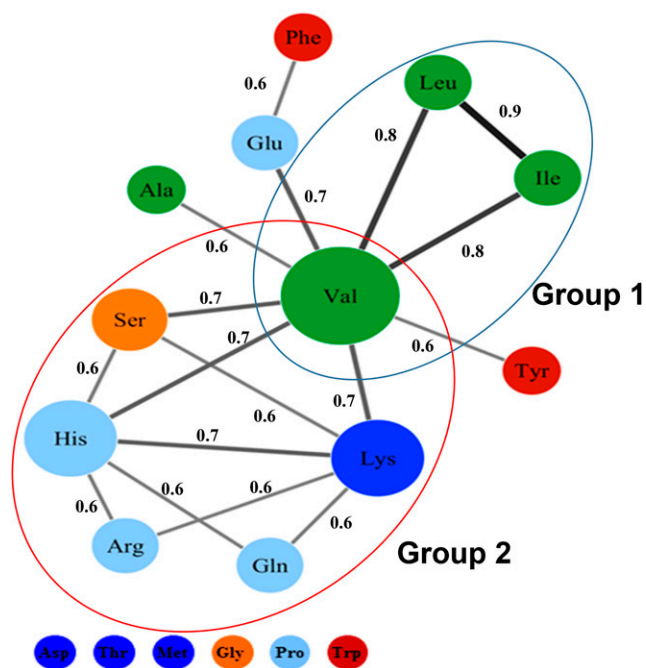 Phe
Leu
0.6
0.9
Glu
0.8
Ile
Ala
0.7
0.6
0.8
Val
Group 1
Ser
0.7
0.7
0.6
Tyr
0.6
0.6
0.7
His
0.7
Lys
0.6
0.6
0.6
0.6
Arg
Gln
Group 2
Asp Thr Met Gly Pro Trp